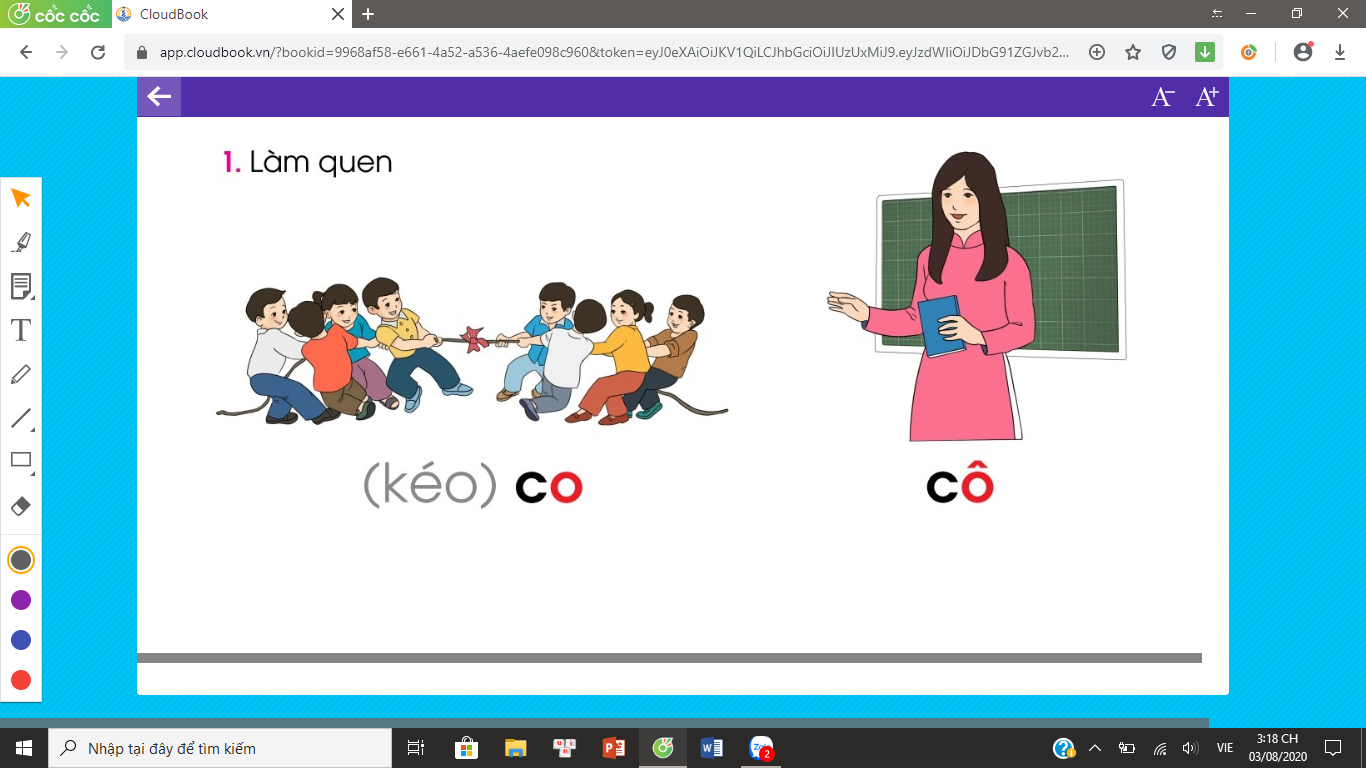 cốc cốc
CloudBook
app.cloudbook.vn/?bookid=9968af58-e661-4a52-a536-4aefe098c960&token=eyJ0eXAiOiJKV1QiLCJhbGciOiJIUzUxMiJ9.eyJzdWIiOiJDbG91ZGJvb2...
A- A+
1. Làm quen
(kéo) co
cô
T
Nhập tại đây để tìm kiếm
VIE
3:18 CH
03/08/2020
2